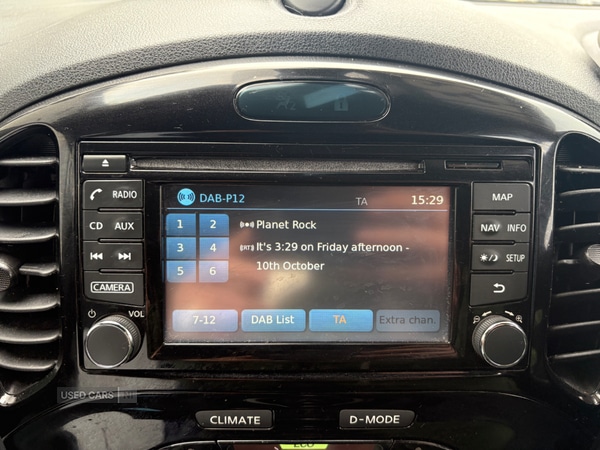 RADIO
CD AUX
CAMERA
VOL
DAB-P12 TA 15:29
1 2 Planet Rock
3 4 It's 3:29 on Friday afternoon -
10th October
5 6
7-12 DAB List TA Extra chan.
MAP
NAV INFO
SETUP
CLIMATE D-MODE
ECO
USED CARS NI